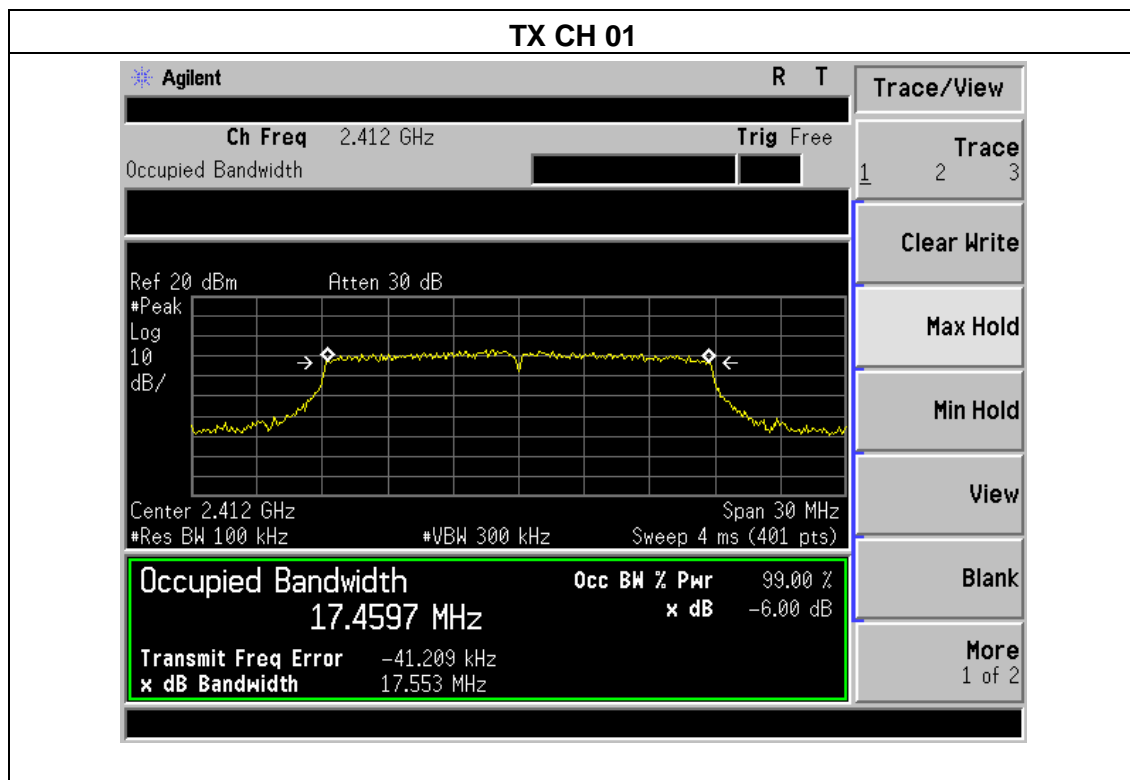 TX CH 01
Agilent R T
Trace/View
Ch Freq 2.412 GHz Trig Free
Occupied Bandwidth
Trace
1 2 3
Clear Write
Ref 20 dBm Atten 30 dB
#Peak
Log
10
dB/
Max Hold
Min Hold
View
Center 2.412 GHz Span 30 MHz
#Res BW 100 kHz #VBW 300 kHz Sweep 4 ms (401 pts)
Occupied Bandwidth Occ BW % Pwr 99.00 %
17.4597 MHz x dB -6.00 dB
Blank
Transmit Freq Error -41.209 kHz
x dB Bandwidth 17.553 MHz
More
1 of 2